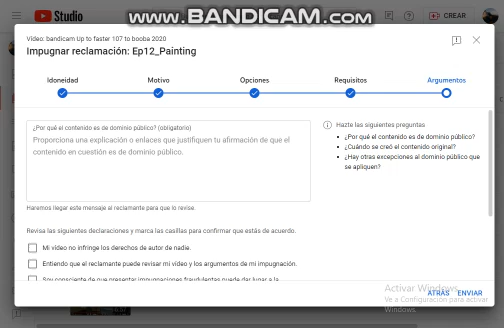 www.BANDICAM.com
Studio
CREAR
Vídeo: bandicam Up to faster 107 to booba 2020
Impugnar reclamación: Ep12_Painting
Idoneidad
Motivo
Opciones
Requisitos
Argumentos
¿Por qué el contenido es de dominio público? (obligatorio)
Proporciona una explicación o enlaces que justifiquen tu afirmación de que el
contenido en cuestión es de dominio público.
Haremos llegar este mensaje al reclamante para que lo revise.
Hazte las siguientes preguntas
¿Por qué el contenido es de dominio público?
¿Cuándo se creó el contenido original?
¿Hay otras excepciones al dominio público que
se apliquen?
Revisa las siguientes declaraciones y marca las casillas para confirmar que estás de acuerdo.
Mi vídeo no infringe los derechos de autor de nadie.
Entiendo que el reclamante puede revisar mi vídeo y los argumentos de mi impugnación.
Soy consciente de que presentar impugnaciones fraudulentas puede dar lugar a la
Activar Windows
ATRÁS ENVIAR
Ve a Configuración para activar
Windows.